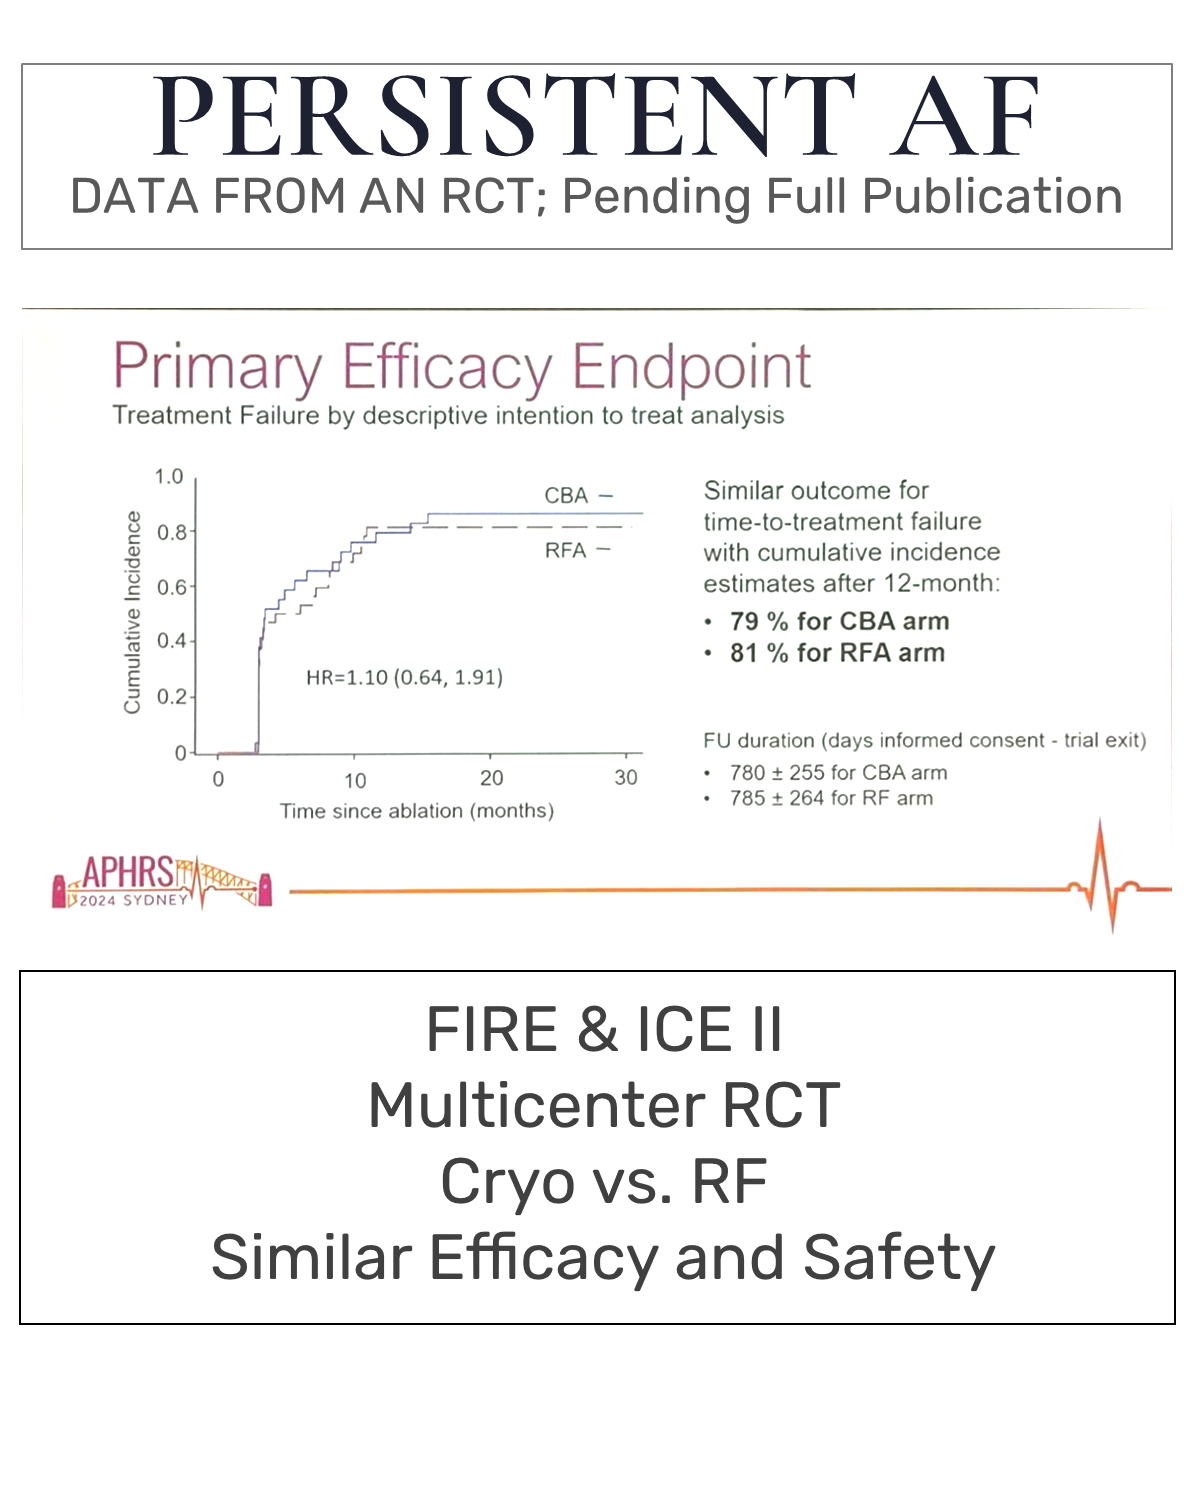 PERSISTENT AF
DATA FROM AN RCT; Pending Full Publication
Primary Efficacy Endpoint
Treatment Failure by descriptive intention to treat analysis
1.0
0.8
0.6
0.4
0.2
0
Cumulative Incidence
CBA –
RFA –
HR=1.10 (0.64, 1.91)
0
10
20
30
Time since ablation (months)
Similar outcome for
time-to-treatment failure
with cumulative incidence
estimates after 12-month:
• 79 % for CBA arm
• 81 % for RFA arm
FU duration (days informed consent - trial exit)
• 780 ± 255 for CBA arm
• 785 ± 264 for RF arm
APHRS
2024 SYDNEY
FIRE & ICE II
Multicenter RCT
Cryo vs. RF
Similar Efficacy and Safety